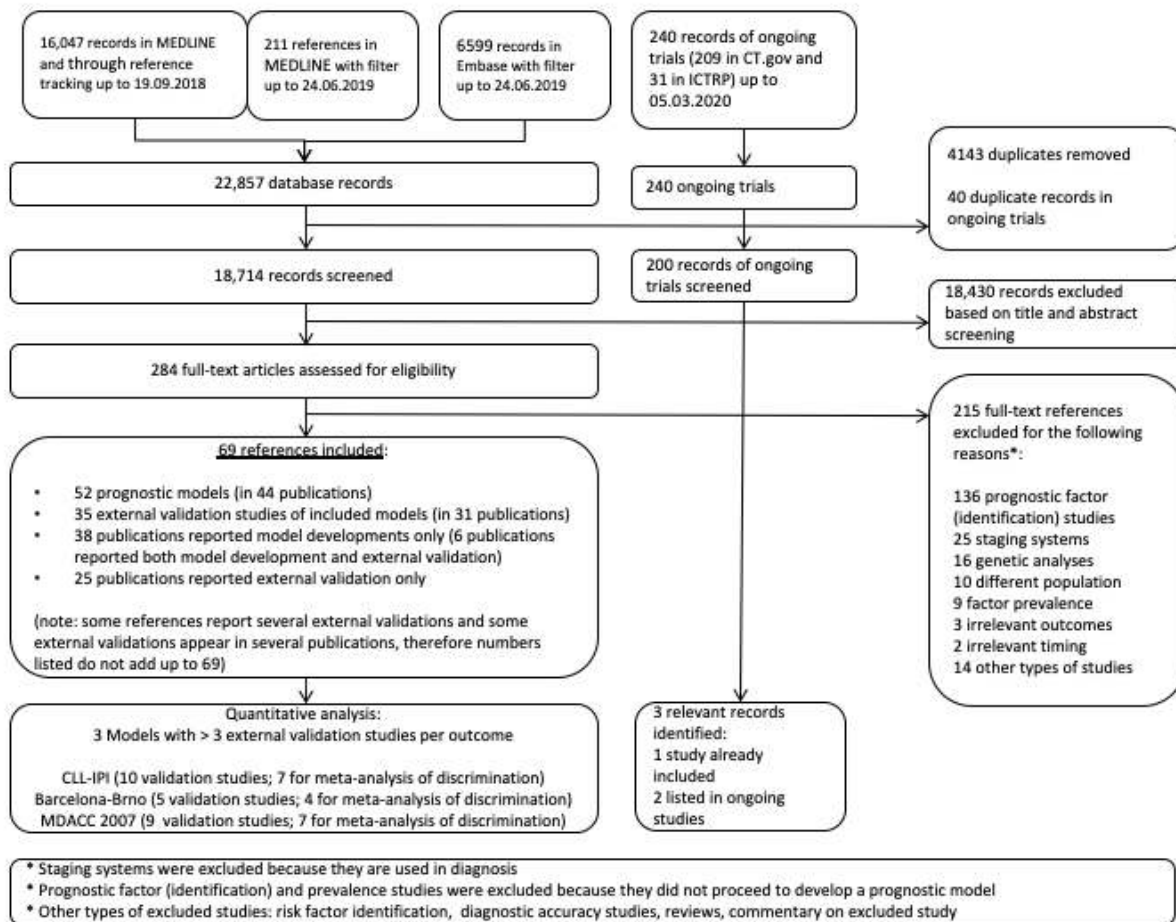 16,047 records in MEDLINE
and through reference
tracking up to 19.09.2018
211 references in
MEDLINE with filter
up to 24.06.2019
6599 records in
Embase with filter
up to 24.06.2019
240 records of ongoing
trials (209 in CT.gov and
31 in ICTRP) up to
05.03.2020
4143 duplicates removed
40 duplicate records in
ongoing trials
22,857 database records
240 ongoing trials
18,714 records screened
200 records of ongoing
trials screened
18,430 records excluded
based on title and abstract
screening
284 full-text articles assessed for eligibility
215 full-text references
excluded for the following
reasons*:
136 prognostic factor
(identification) studies
25 staging systems
16 genetic analyses
10 different population
9 factor prevalence
3 irrelevant outcomes
2 irrelevant timing
14 other types of studies
69 references included:
• 52 prognostic models (in 44 publications)
• 35 external validation studies of included models (in 31 publications)
• 38 publications reported model developments only (6 publications
reported both model development and external validation)
• 25 publications reported external validation only
(note: some references report several external validations and some
external validations appear in several publications, therefore numbers
listed do not add up to 69)
Quantitative analysis:
3 Models with > 3 external validation studies per outcome
CLL-IPI (10 validation studies; 7 for meta-analysis of discrimination)
Barcelona-Brno (5 validation studies; 4 for meta-analysis of discrimination)
MDACC 2007 (9 validation studies; 7 for meta-analysis of discrimination)
3 relevant records
identified:
1 study already
included
2 listed in ongoing
studies
* Staging systems were excluded because they are used in diagnosis
* Prognostic factor (identification) and prevalence studies were excluded because they did not proceed to develop a prognostic model
* Other types of excluded studies: risk factor identification, diagnostic accuracy studies, reviews, commentary on excluded study